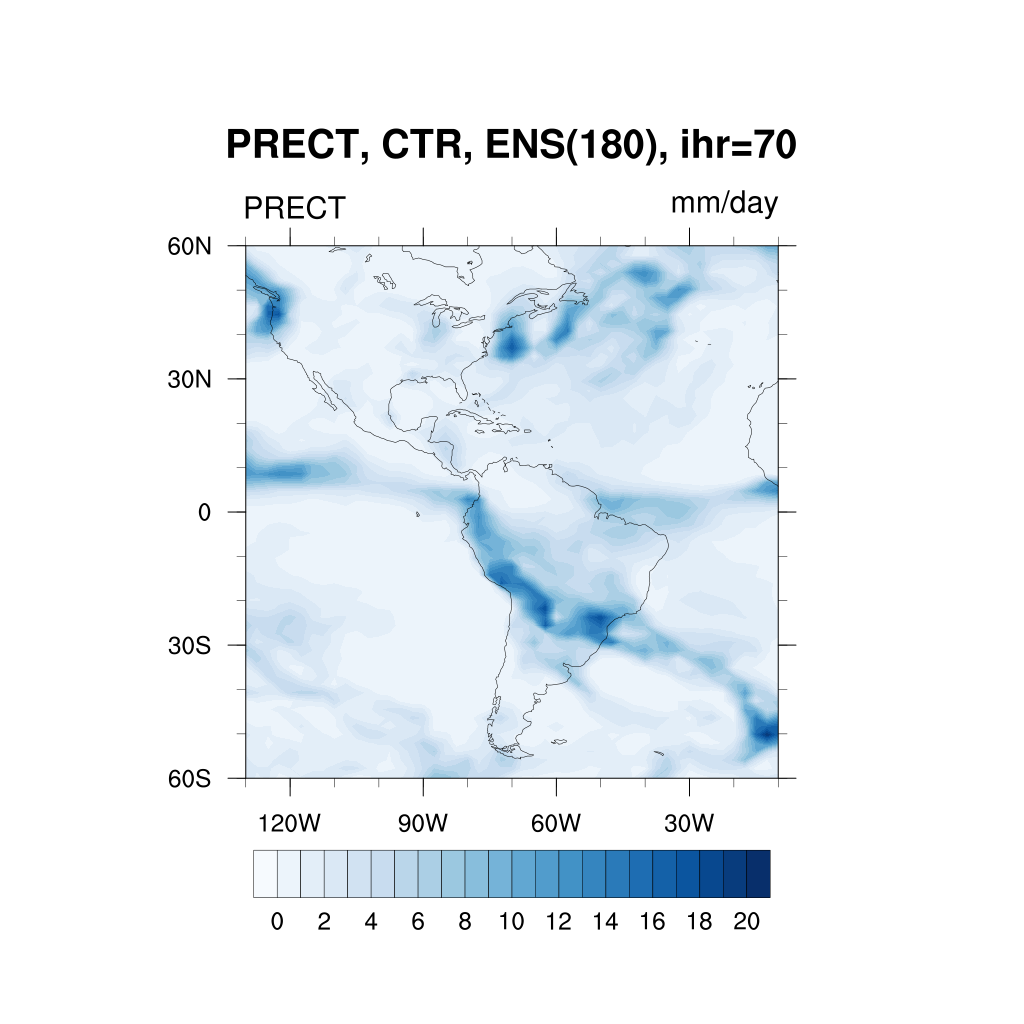 PRECT, CTR, ENS(180), ihr=70
PRECT mm/day
60N
30N
0
30S
60S
120W 90W 60W 30W
0 2 4 6 8 10 12 14 16 18 20